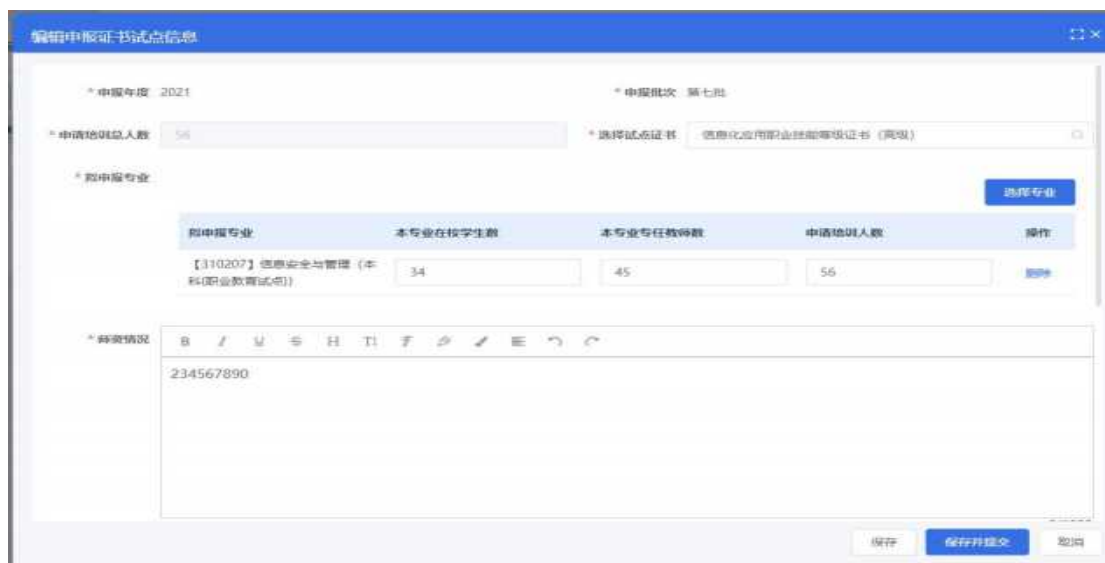 编辑申报证书试点信息
* 申报年度 2021 * 申报批次 第七批
* 申请培训总人数 56 * 选择试点证书 信息化应用职业技能等级证书（高级）
* 拟申报专业
选择专业
拟申报专业 本专业在校学生数 本专业专任教师数 申请培训人数 操作
【310207】信息安全与管理（本 34 45 56 删除
科(职业教育试点)）
* 师资情况 B I U S H T
234567890
保存 保存并提交 取消